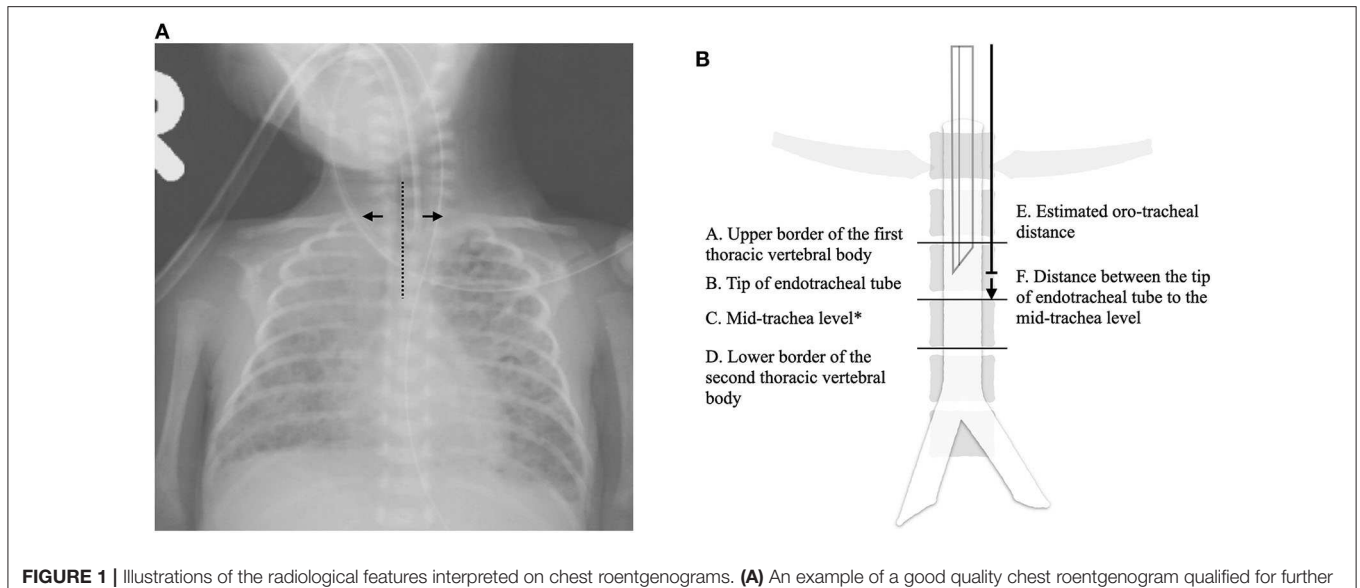 A
R
B
A. Upper border of the first
thoracic vertebral body
B. Tip of endotracheal tube
C. Mid-trachea level*
D. Lower border of the
second thoracic vertebral
body
E. Estimated oro-tracheal
distance
F. Distance between the tip
of endotracheal tube to the
mid-trachea level
FIGURE 1 | Illustrations of the radiological features interpreted on chest roentgenograms. (A) An example of a good quality chest roentgenogram qualified for further